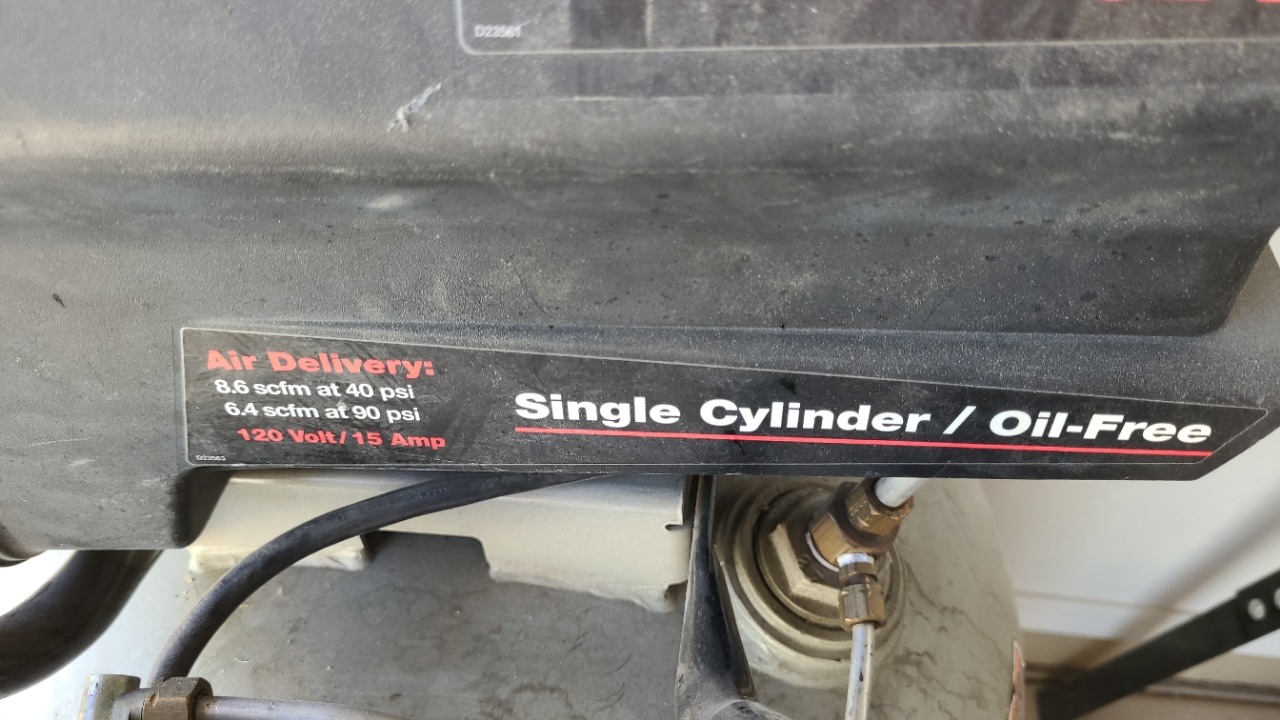 D23561
Air Delivery:
8.6 scfm at 40 psi
6.4 scfm at 90 psi
120 Volt / 15 Amp
D23563
Single Cylinder / Oil-Free